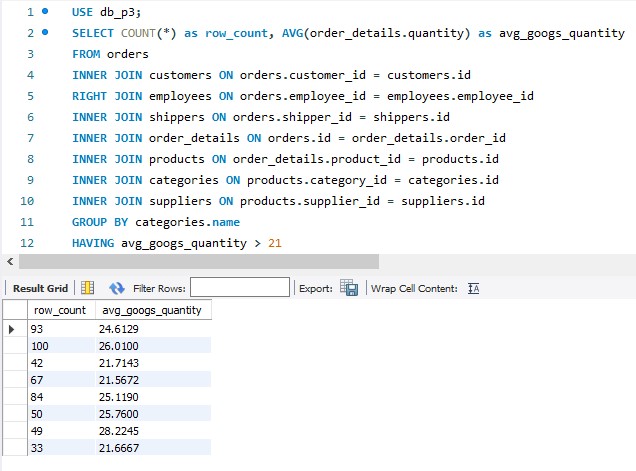 1 USE db_p3;
2 SELECT COUNT(*) as row_count, AVG(order_details.quantity) as avg_googs_quantity
3 FROM orders
4 INNER JOIN customers ON orders.customer_id = customers.id
5 RIGHT JOIN employees ON orders.employee_id = employees.employee_id
6 INNER JOIN shippers ON orders.shipper_id = shippers.id
7 INNER JOIN order_details ON orders.id = order_details.order_id
8 INNER JOIN products ON order_details.product_id = products.id
9 INNER JOIN categories ON products.category_id = categories.id
10 INNER JOIN suppliers ON products.supplier_id = suppliers.id
11 GROUP BY categories.name
12 HAVING avg_googs_quantity > 21
Result Grid Filter Rows: Export: Wrap Cell Content: IA
row_count avg_googs_quantity
93 24.6129
100 26.0100
42 21.7143
67 21.5672
84 25.1190
50 25.7600
49 28.2245
33 21.6667